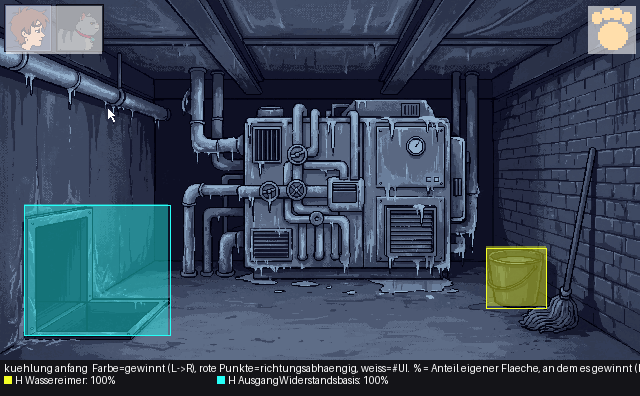 kuehlung anfang Farbe=gewinnt (L->R), rote Punkte=richtungsabhaengig, weiss=#UI. % = Anteil eigener Flaeche, an dem es gewinnt (
H Wassereimer: 100% H AusgangWiderstandsbasis: 100%